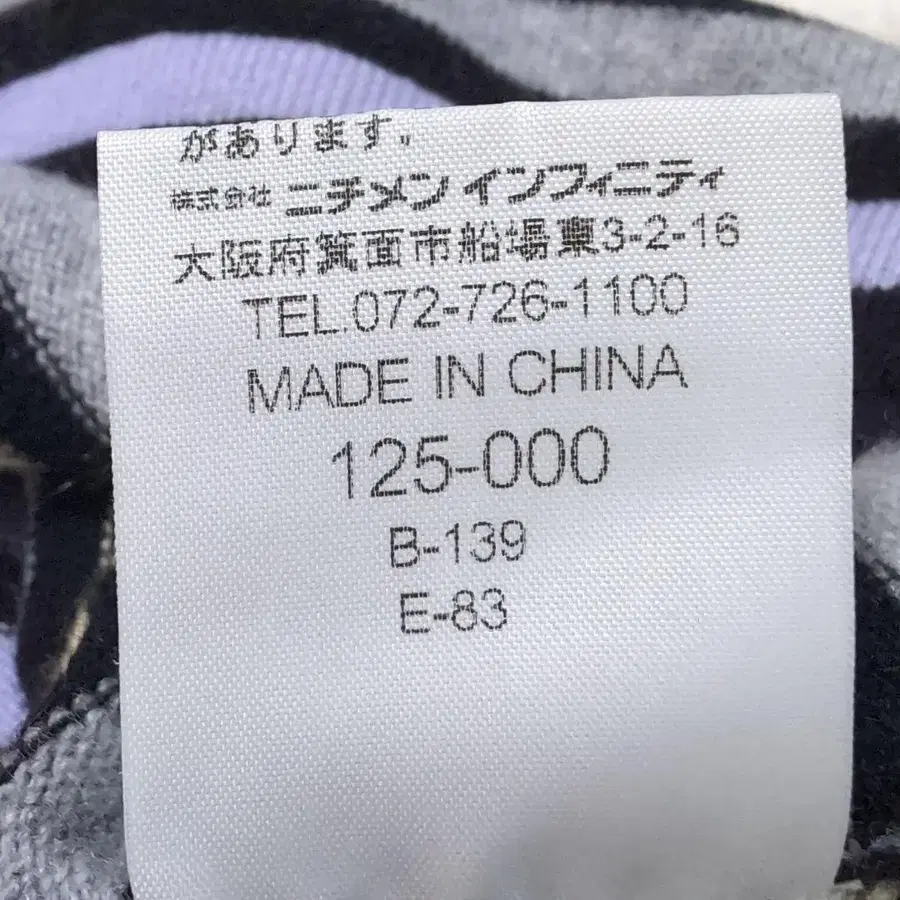 があります。
株式会社 ニチメン インフィニティ
大阪府箕面市船場東3-2-16
TEL.072-726-1100
MADE IN CHINA
125-000
B-139
E-83